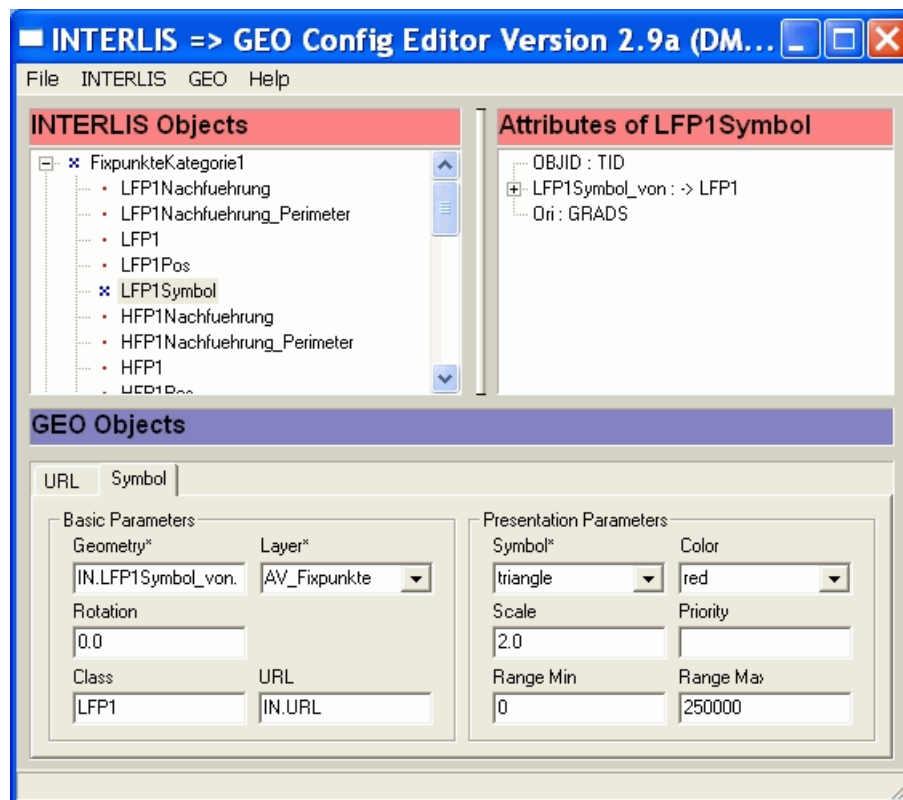 INTERLIS => GEO Config Editor Version 2.9a (DM...
File INTERLIS GEO Help
INTERLIS Objects
FixpunkteKategorie1
LFP1Nachfuehrung
LFP1Nachfuehrung_Perimeter
LFP1
LFP1Pos
LFP1Symbol
HFP1Nachfuehrung
HFP1Nachfuehrung_Perimeter
HFP1
HFP1Pos
Attributes of LFP1Symbol
OBJID : TID
LFP1Symbol_von : -> LFP1
Ori : GRADS
GEO Objects
URL Symbol
Basic Parameters
Geometry* Layer*
IN.LFP1Symbol_von. AV_Fixpunkte
Rotation
0.0
Class URL
LFP1 IN.URL
Presentation Parameters
Symbol* Color
triangle red
Scale Priority
2.0
Range Min Range Max
0 250000